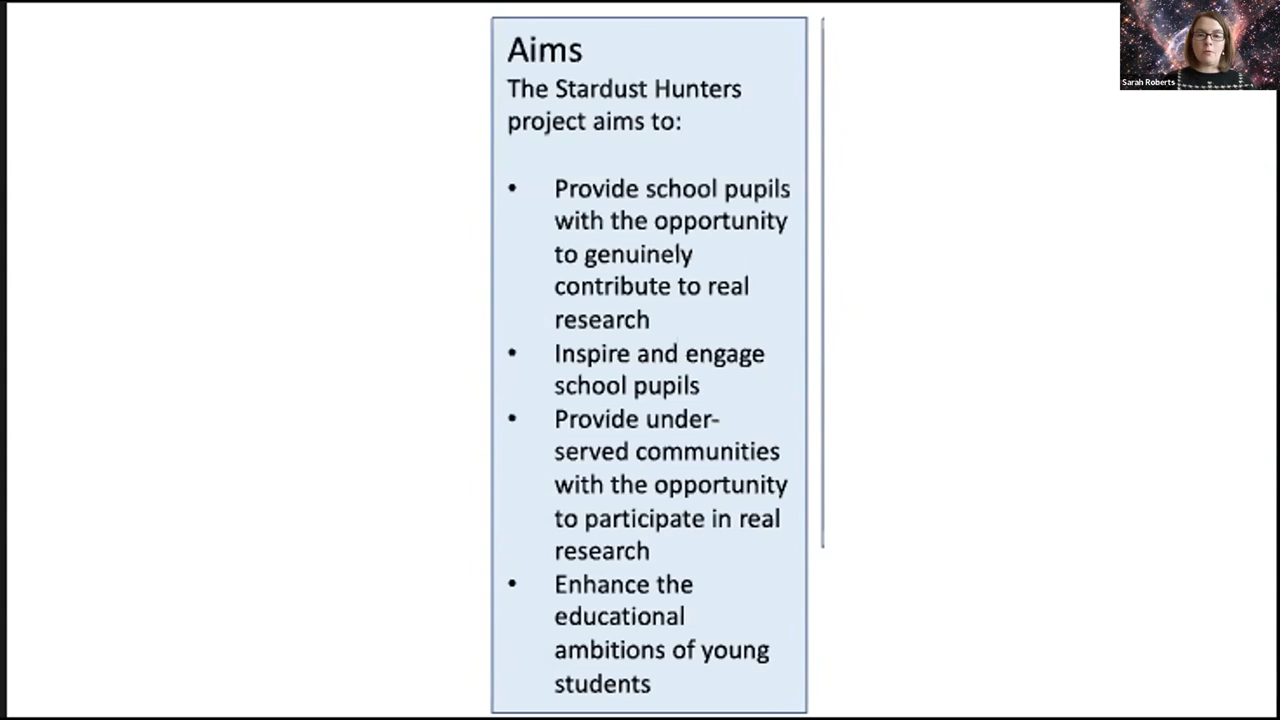 Aims
The Stardust Hunters
project aims to:
• Provide school pupils
with the opportunity
to genuinely
contribute to real
research
• Inspire and engage
school pupils
• Provide under-
served communities
with the opportunity
to participate in real
research
• Enhance the
educational
ambitions of young
students
Sarah Roberts